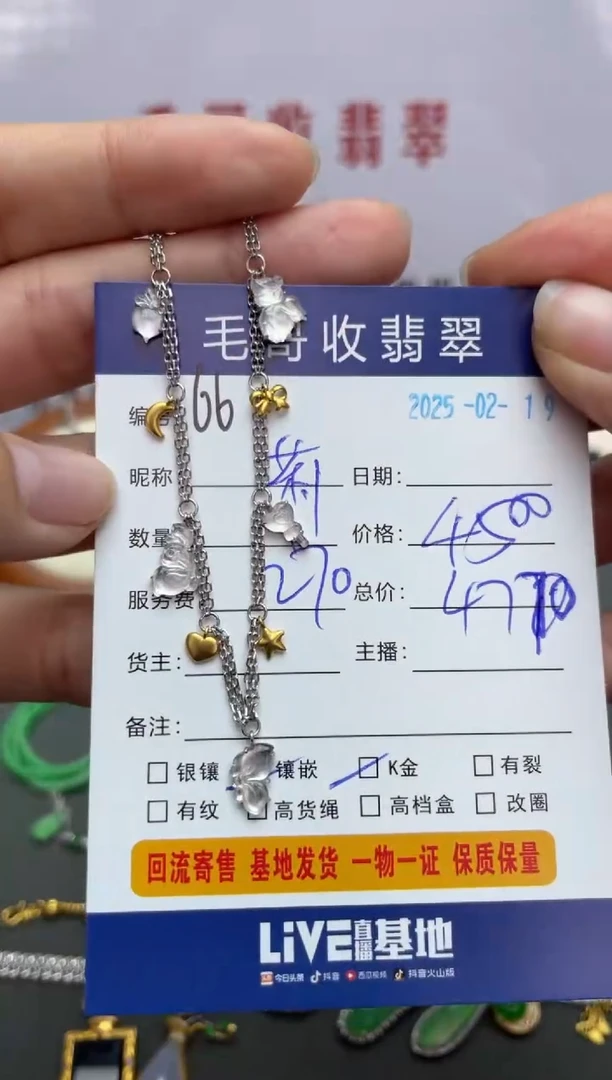 收翡翠
毛哥收翡翠
编号 66 2025-02-19
昵称 莉 日期:
数量 价格: 4500
服务费 270 总价: 4770
货主: 主播:
备注:
□银镶 镶嵌 □K金 □有裂
□有纹 □高货绳 □高档盒 □改圈
回流寄售 基地发货 一物一证 保质保量
LiVE直播基地
今日头条 抖音 西瓜视频 抖音火山版